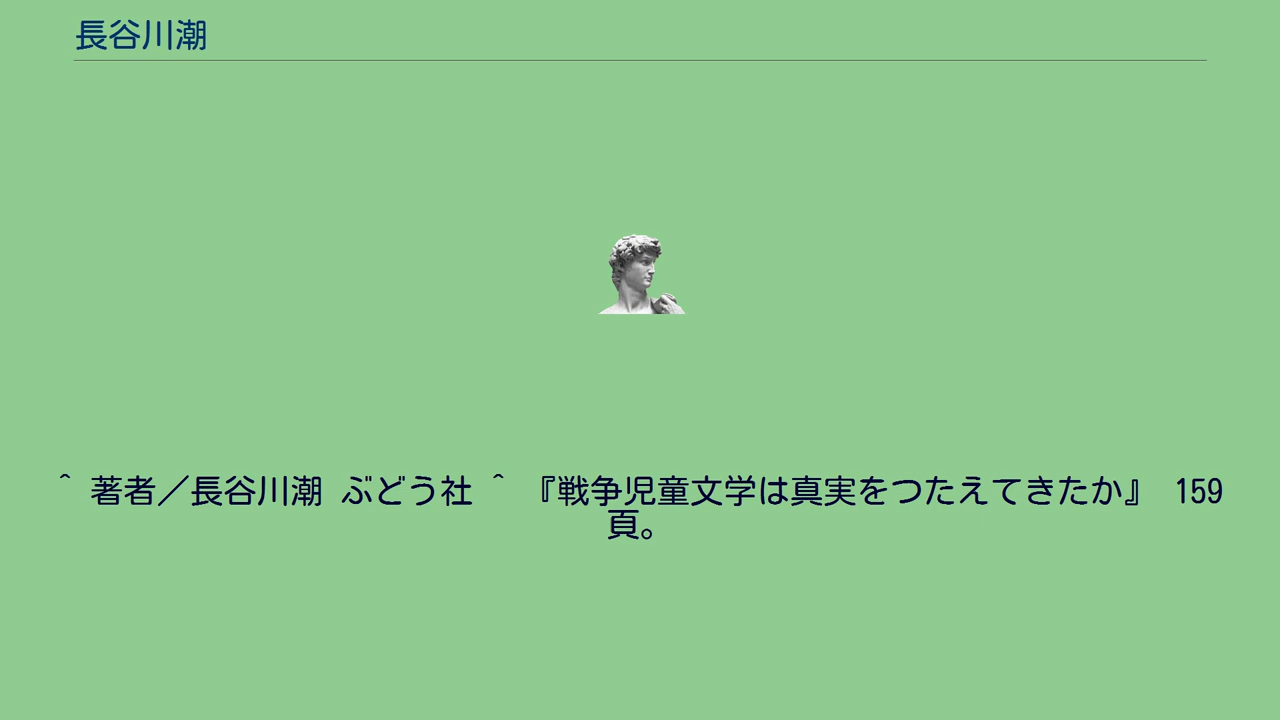 長谷川潮
^ 著者／長谷川潮 ぶどう社 ^ 『戦争児童文学は真実をつたえてきたか』 159
頁。